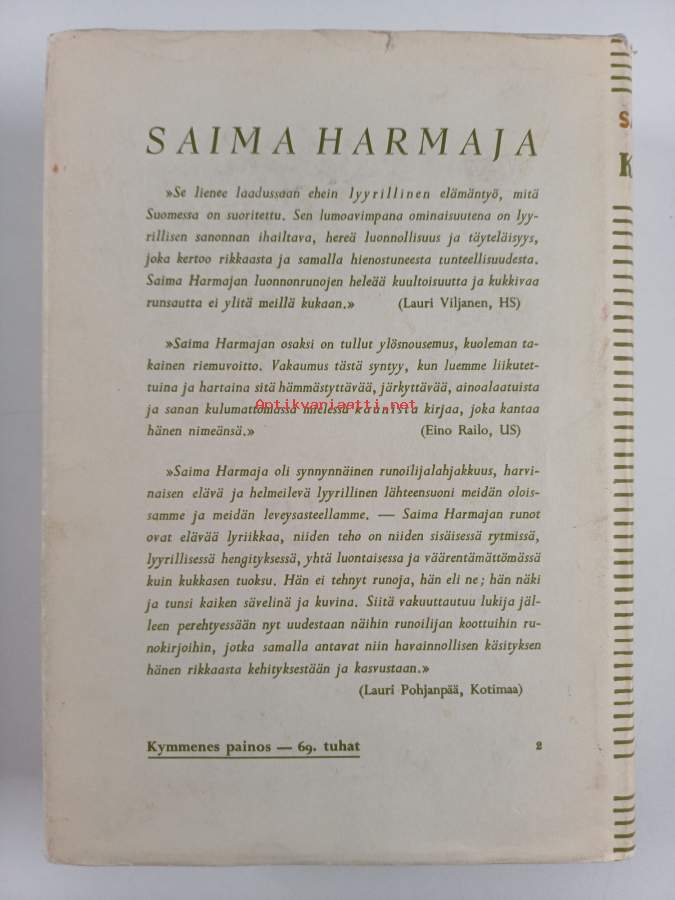 SAIMA HARMAJA
»Se lienee laadussaan ehein lyyrillinen elämäntyö, mitä
Suomessa on suoritettu. Sen lumoavimpana ominaisuutena on lyy-
rillisen sanonnan ihailtava, hereä luonnollisuus ja täyteläisyys,
joka kertoo rikkaasta ja samalla hienostuneesta tunteellisuudesta.
Saima Harmajan luonnonrunojen heleää kuultoisuutta ja kukkivaa
runsautta ei ylitä meillä kukaan.» (Lauri Viljanen, HS)
»Saima Harmajan osaksi on tullut ylösnousemus, kuoleman ta-
kainen riemuvoitto. Vakaumus tästä syntyy, kun luemme liikutet-
tuina ja hartaina sitä hämmästyttävää, järkyttävää, ainoalaatuista
ja sanan kulumattomassa mielessä kaunista kirjaa, joka kantaa
Antikvariaatti.net
hänen nimeänsä.» (Eino Railo, US)
»Saima Harmaja oli synnynnäinen runoilijalahjakkuus, harvi-
naisen elävä ja helmeilevä lyyrillinen lähteensuoni meidän olois-
samme ja meidän leveysasteellamme. — Saima Harmajan runot
ovat elävää lyriikkaa, niiden teho on niiden sisäisessä rytmissä,
lyyrillisessä hengityksessä, yhtä luontaisessa ja väärentämättömässä
kuin kukkasen tuoksu. Hän ei tehnyt runoja, hän eli ne; hän näki
ja tunsi kaiken sävelinä ja kuvina. Siitä vakuuttautuu lukija jäl-
leen perehtyessään nyt uudestaan näihin runoilijan koottuihin ru-
nokirjoihin, jotka samalla antavat niin havainnollisen käsityksen
hänen rikkaasta kehityksestään ja kasvustaan.»
(Lauri Pohjanpää, Kotimaa)
Kymmenes painos — 69. tuhat 2